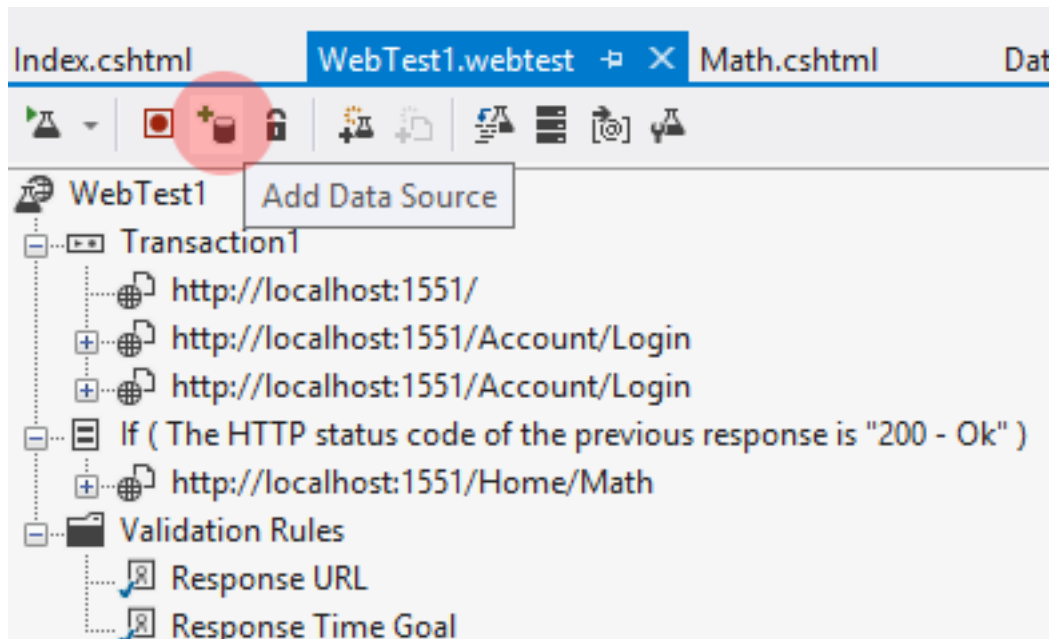 Index.cshtml WebTest1.webtest Math.cshtml Dat
WebTest1 Add Data Source
Transaction1
http://localhost:1551/
http://localhost:1551/Account/Login
http://localhost:1551/Account/Login
If ( The HTTP status code of the previous response is "200 - Ok" )
http://localhost:1551/Home/Math
Validation Rules
Response URL
Response Time Goal